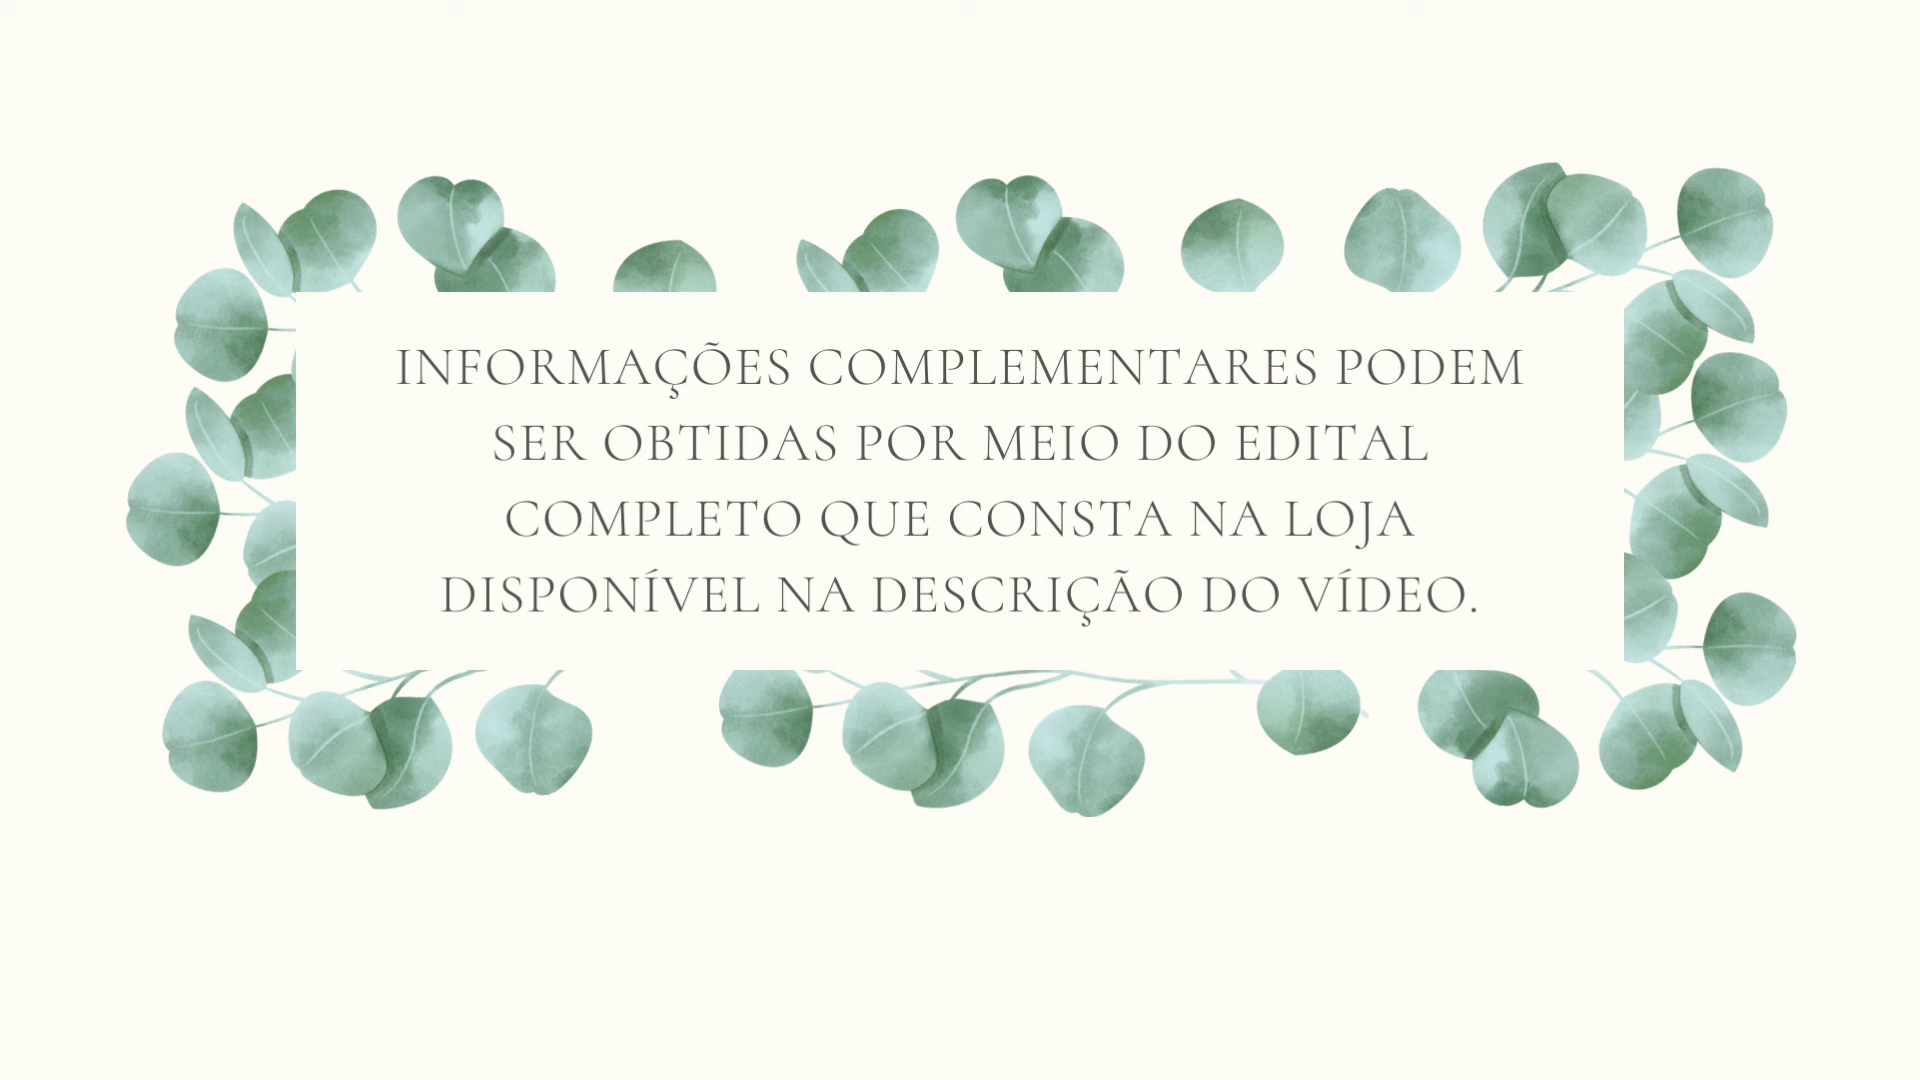 INFORMAÇÕES COMPLEMENTARES PODEM
SER OBTIDAS POR MEIO DO EDITAL
COMPLETO QUE CONSTA NA LOJA
DISPONÍVEL NA DESCRIÇÃO DO VÍDEO.